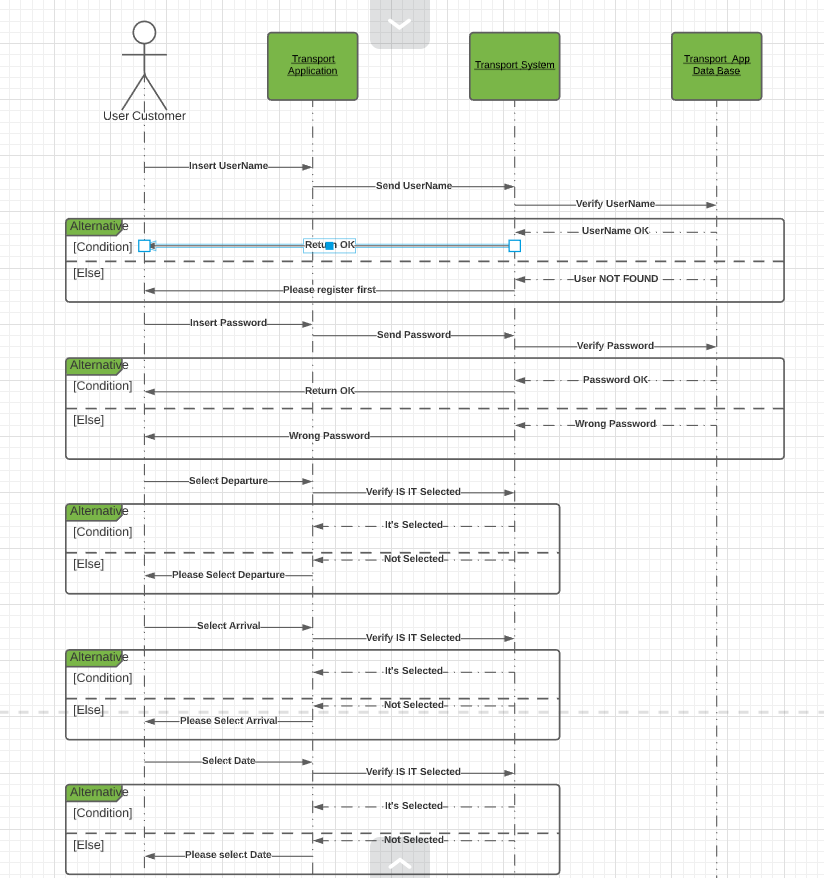 Transport
Application
Transport System
Transport App
Data Base
User Customer
Insert UserName
Send UserName
Verify UserName
Alternative
UserName OK
[Condition]
Return OK
[Else]
User NOT FOUND
Please register first
Insert Password
Send Password
Verify Password
Alternative
Password OK
[Condition]
Return OK
[Else]
Wrong Password
Wrong Password
Select Departure
Verify IS IT Selected
Alternative
It's Selected
[Condition]
Not Selected
[Else]
Please Select Departure
Select Arrival
Verify IS IT Selected
Alternative
It's Selected
[Condition]
Not Selected
[Else]
Please Select Arrival
Select Date
Verify IS IT Selected
Alternative
It's Selected
[Condition]
Not Selected
[Else]
Please select Date